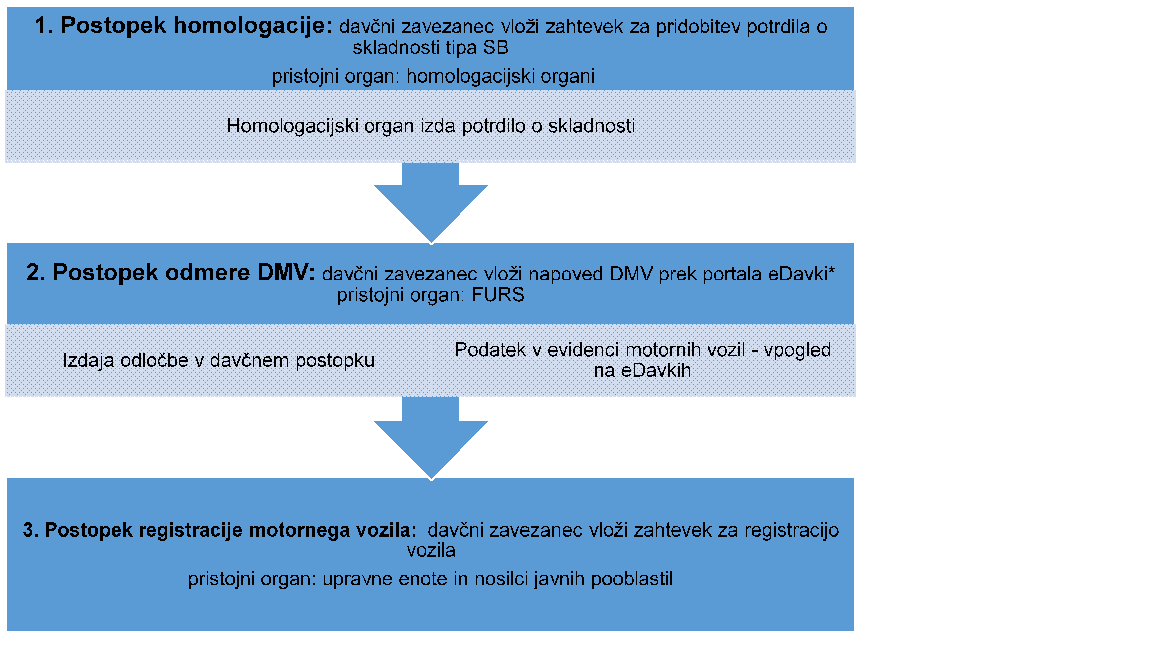 1. Postopek homologacije: davčni zavezanec vloži zahtevek za pridobitev potrdila o
skladnosti tipa SB
pristojni organ: homologacijski organi
Homologacijski organ izda potrdilo o skladnosti
2. Postopek odmere DMV: davčni zavezanec vloži napoved DMV prek portala eDavki*
pristojni organ: FURS
Izdaja odločbe v davčnem postopku
Podatek v evidenci motornih vozil - vpogled
na eDavkih
3. Postopek registracije motornega vozila: davčni zavezanec vloži zahtevek za registracijo
vozila
pristojni organ: upravne enote in nosilci javnih pooblastil